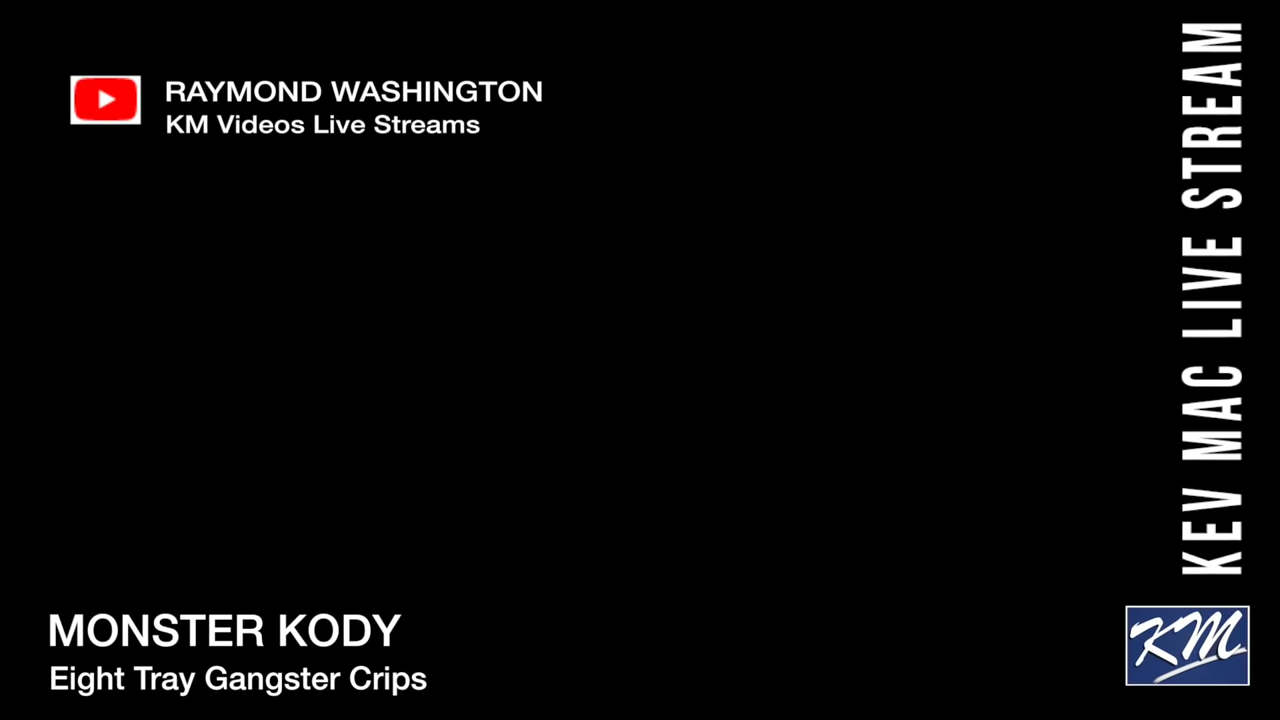 RAYMOND WASHINGTON
KM Videos Live Streams
KEV MAC LIVE STREAM
MONSTER KODY
Eight Tray Gangster Crips
KM